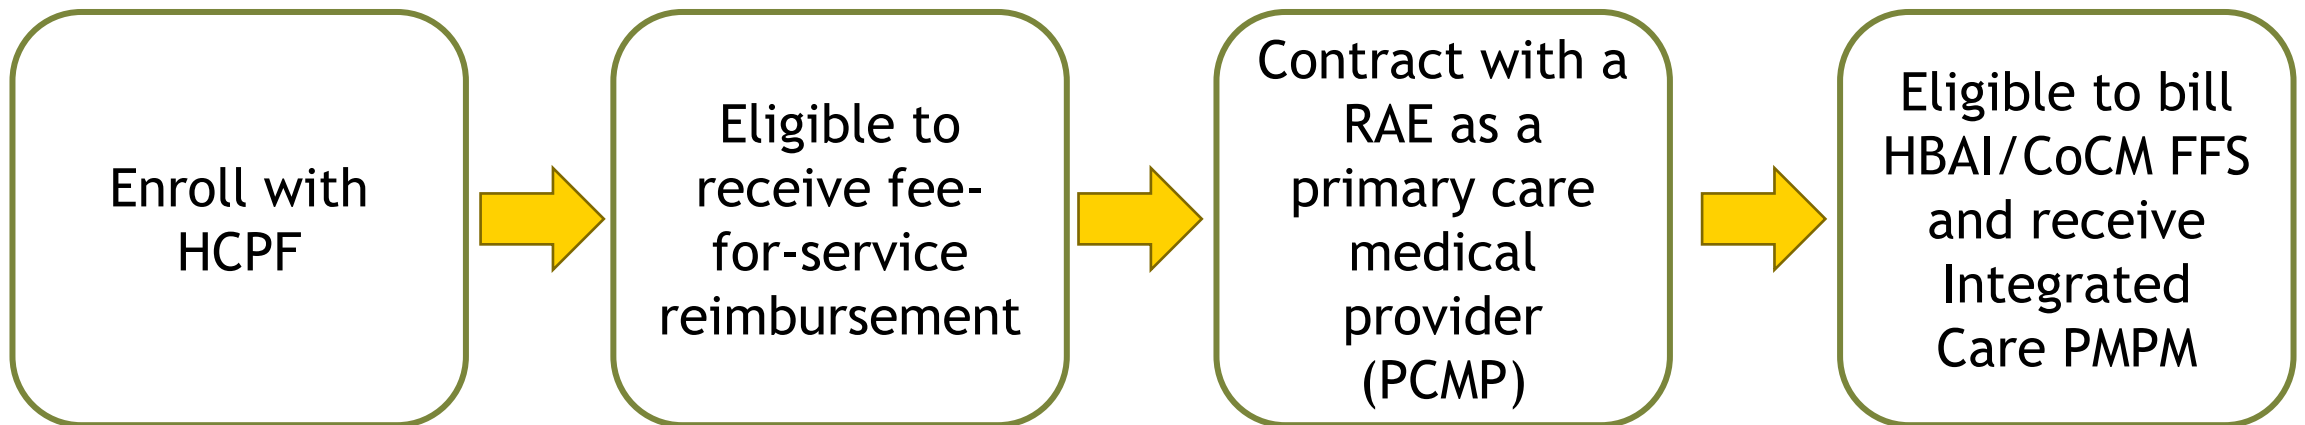 Enroll with
HCPF
Eligible to
receive fee-
for-service
reimbursement
Contract with a
RAE as a
primary care
medical
provider
(PCMP)
Eligible to bill
HBAI/CoCM FFS
and receive
Integrated
Care PMPM